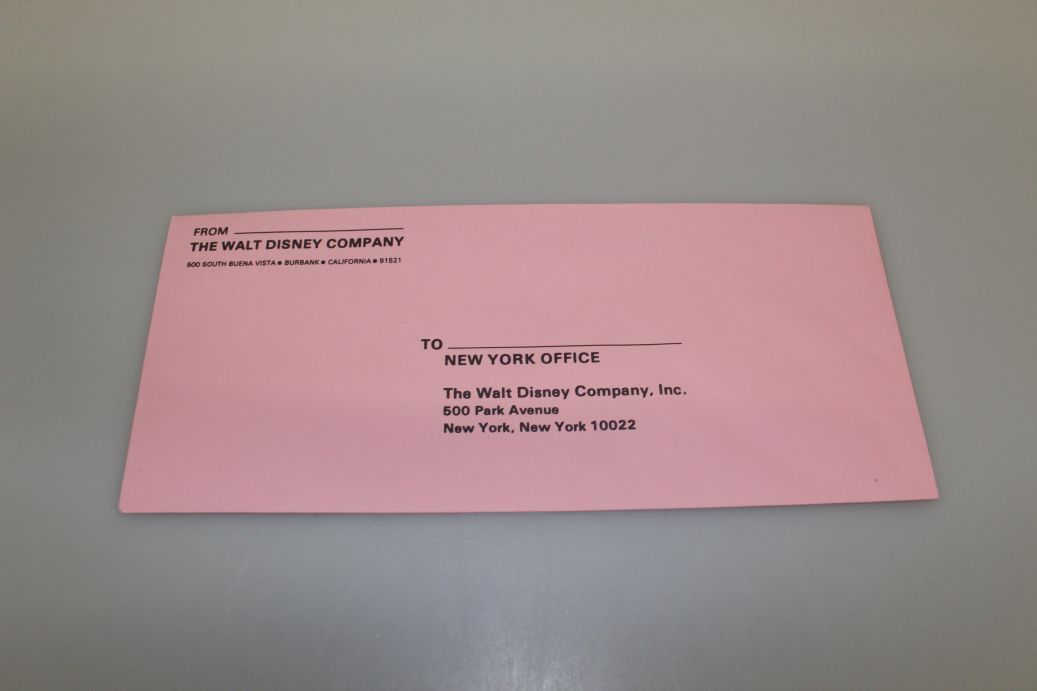 FROM
THE WALT DISNEY COMPANY
500 SOUTH BUENA VISTA • BURBANK • CALIFORNIA • 91521
TO
NEW YORK OFFICE
The Walt Disney Company, Inc.
500 Park Avenue
New York, New York 10022